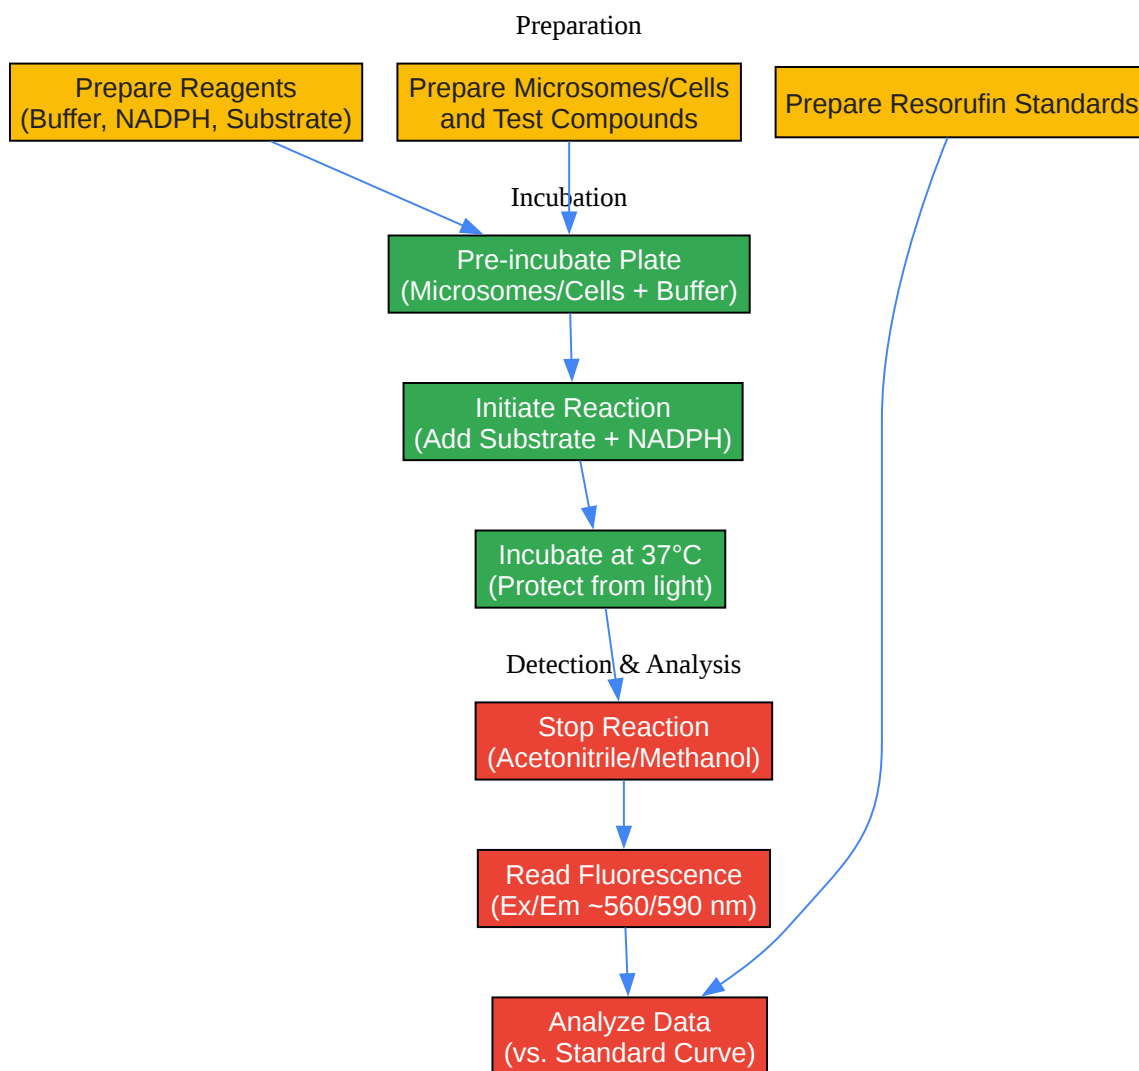 Preparation
Prepare Reagents
(Buffer, NADPH, Substrate)
Prepare Microsomes/Cells
and Test Compounds
Prepare Resorufin Standards
Incubation
Pre-incubate Plate
(Microsomes/Cells + Buffer)
Initiate Reaction
(Add Substrate + NADPH)
Incubate at 37°C
(Protect from light)
Detection & Analysis
Stop Reaction
(Acetonitrile/Methanol)
Read Fluorescence
(Ex/Em ~560/590 nm)
Analyze Data
(vs. Standard Curve)